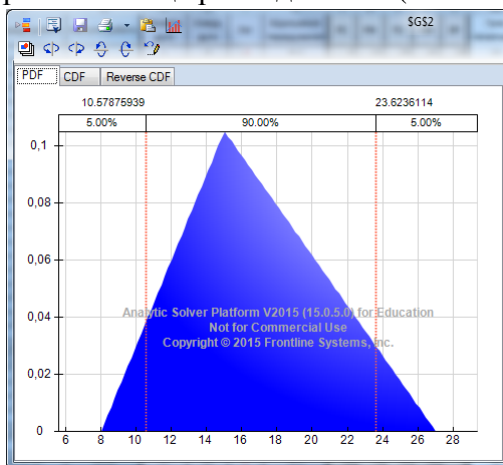 $G$2
PDF CDF Reverse CDF
10.57875939 23.6236114
5.00% 90.00% 5.00%
0,1
0,08
0,06
0,04
0,02
0
6 8 10 12 14 16 18 20 22 24 26 28
Analytic Solver Platform V2015 (15.0.5.0) for Education
Not for Commercial Use
Copyright © 2015 Frontline Systems, Inc.